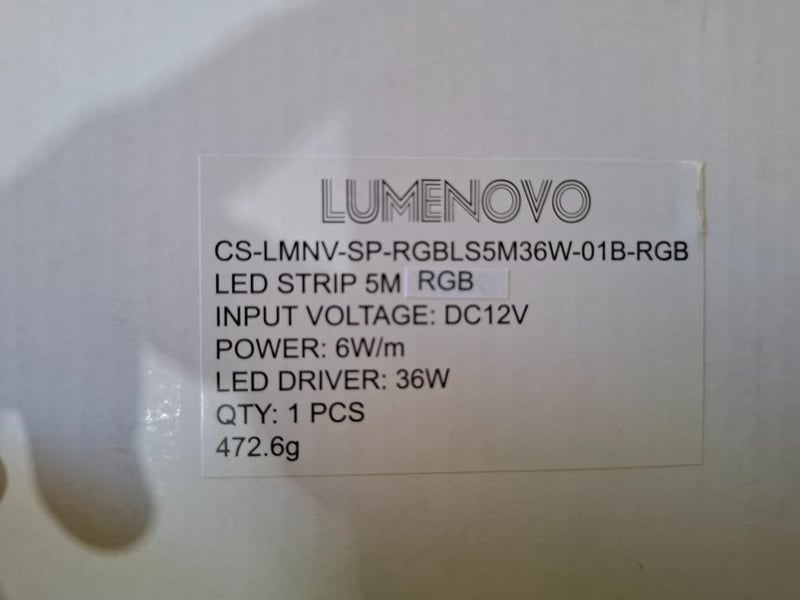 LUMENOVO
CS-LMNV-SP-RGBLS5M36W-01B-RGB
LED STRIP 5M RGB
INPUT VOLTAGE: DC12V
POWER: 6W/m
LED DRIVER: 36W
QTY: 1 PCS
472.6g